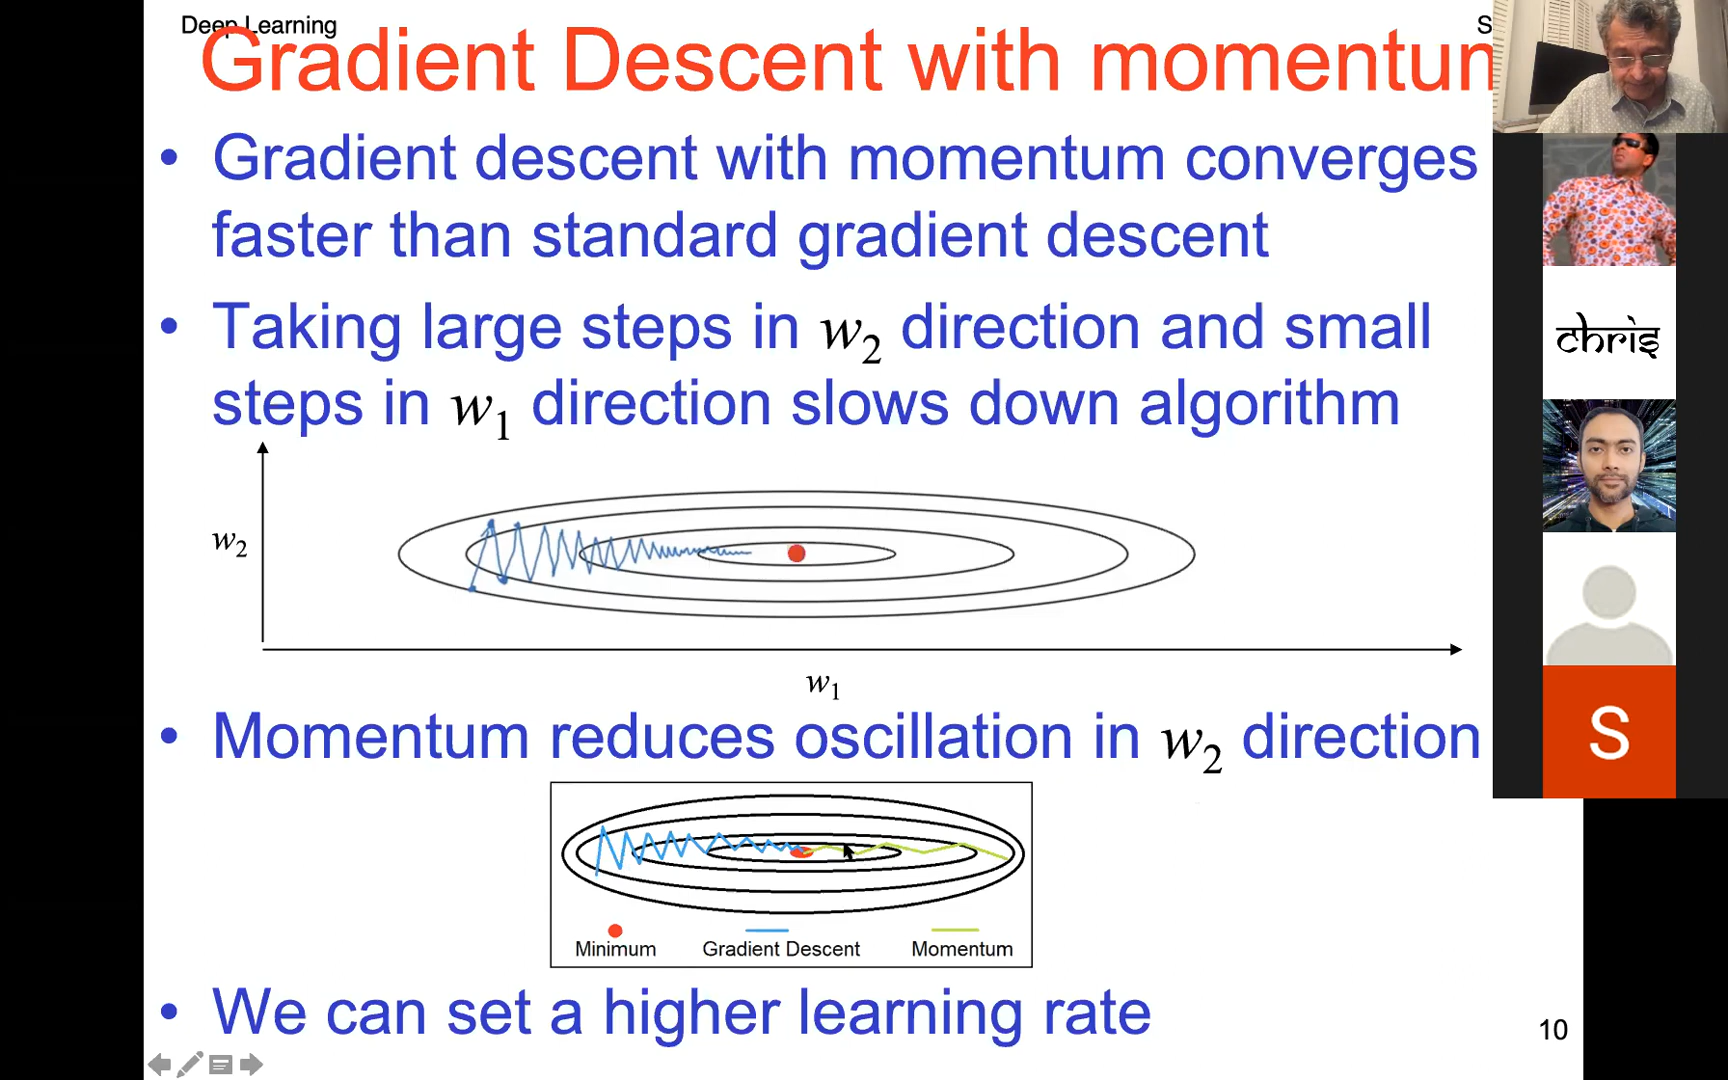 Deep Learning
S
Gradient Descent with momentum
• Gradient descent with momentum converges
faster than standard gradient descent
• Taking large steps in w₂ direction and small
steps in w₁ direction slows down algorithm
w₂
w₁
• Momentum reduces oscillation in w₂ direction
Minimum Gradient Descent Momentum
• We can set a higher learning rate
10
chris
S